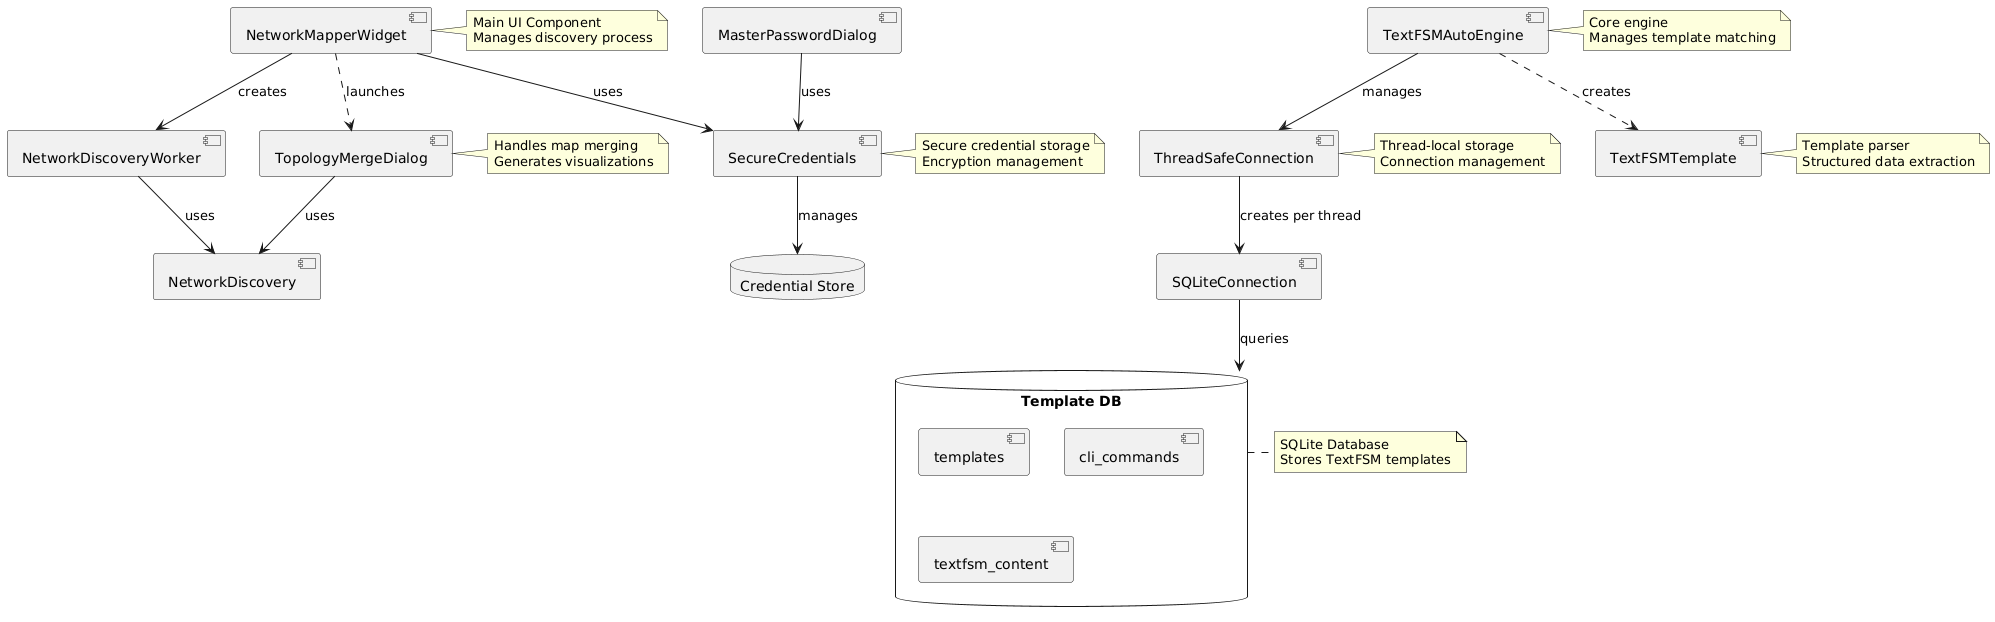 NetworkMapperWidget
Main UI Component
Manages discovery process
MasterPasswordDialog
TextFSMAutoEngine
Core engine
Manages template matching
creates
launches
uses
uses
manages
creates
NetworkDiscoveryWorker
TopologyMergeDialog
Handles map merging
Generates visualizations
SecureCredentials
Secure credential storage
Encryption management
ThreadSafeConnection
Thread-local storage
Connection management
TextFSMTemplate
Template parser
Structured data extraction
uses
uses
manages
creates per thread
NetworkDiscovery
Credential Store
SQLiteConnection
queries
Template DB
templates
cli_commands
SQLite Database
Stores TextFSM templates
textfsm_content